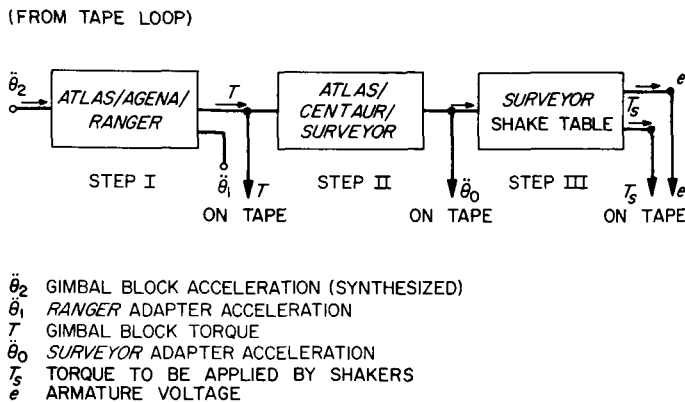 (FROM TAPE LOOP)
θ̈₂
ATLAS/AGENA/
RANGER
T
ATLAS/
CENTAUR/
SURVEYOR
SURVEYOR
SHAKE TABLE
e
Tₛ
STEP I
θ̈₁
T
STEP II
θ̈₀
STEP III
Tₛ
e
ON TAPE
ON TAPE
ON TAPE
θ̈₂ GIMBAL BLOCK ACCELERATION (SYNTHESIZED)
θ̈₁ RANGER ADAPTER ACCELERATION
T GIMBAL BLOCK TORQUE
θ̈₀ SURVEYOR ADAPTER ACCELERATION
Tₛ TORQUE TO BE APPLIED BY SHAKERS
e ARMATURE VOLTAGE